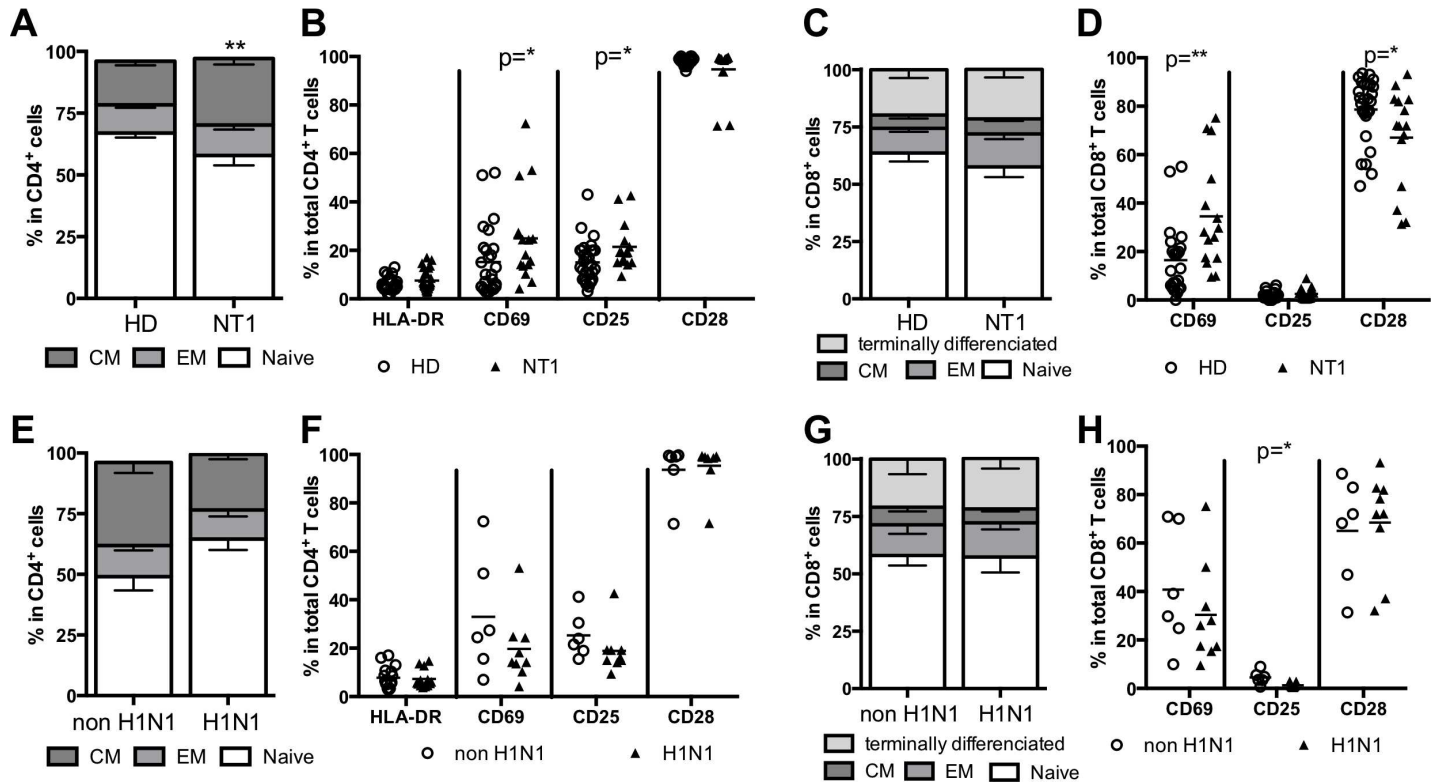 A
% in CD4+ cells
100
75
50
25
0
**
HD NT1
CM EM Naive
B
% in total CD4+ T cells
100
80
60
40
20
0
p=* p=*
HLA-DR CD69 CD25 CD28
HD NT1
C
% in CD8+ cells
100
75
50
25
0
HD NT1
terminally differenciated
CM EM Naive
D
% in total CD8+ T cells
100
80
60
40
20
0
p=** p=*
CD69 CD25 CD28
HD NT1
E
% in CD4+ cells
100
75
50
25
0
non H1N1 H1N1
CM EM Naive
F
% in total CD4+ T cells
100
80
60
40
20
0
HLA-DR CD69 CD25 CD28
non H1N1 H1N1
G
% in CD8+ cells
100
75
50
25
0
non H1N1 H1N1
terminally differenciated
CM EM Naive
H
% in total CD8+ T cells
100
80
60
40
20
0
p=*
CD69 CD25 CD28
non H1N1 H1N1